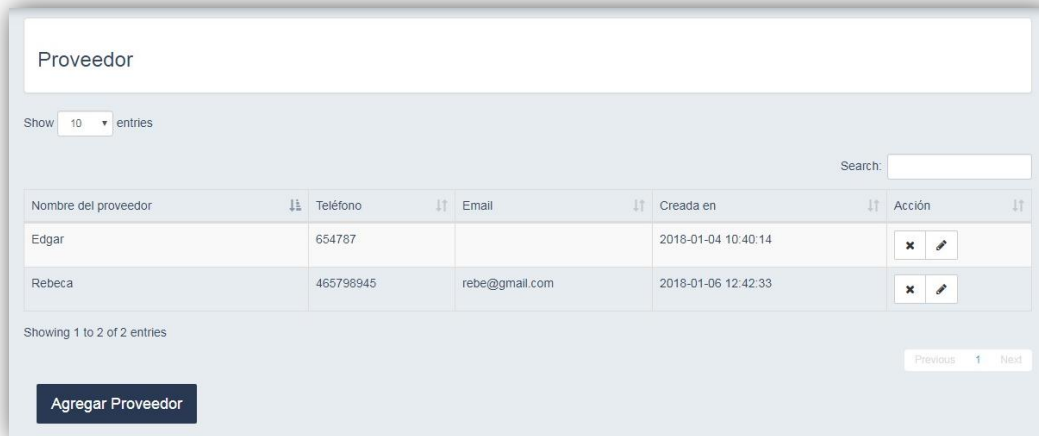 Proveedor
Show 10 entries
Search:
Nombre del proveedor Teléfono Email Creada en Acción
Edgar 654787 2018-01-04 10:40:14
Rebeca 465798945 rebe@gmail.com 2018-01-06 12:42:33
Showing 1 to 2 of 2 entries
Previous 1 Next
Agregar Proveedor